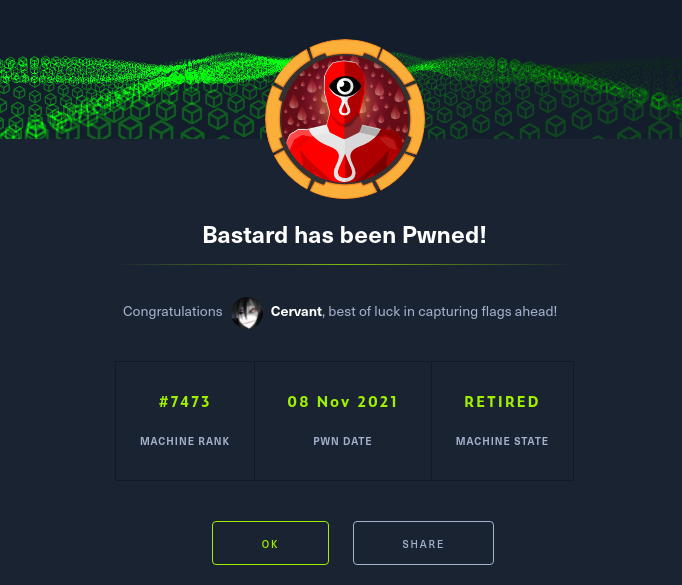 Bastard has been Pwned!
Congratulations Cervant, best of luck in capturing flags ahead!
#7473 08 Nov 2021 RETIRED
MACHINE RANK PWN DATE MACHINE STATE
OK SHARE